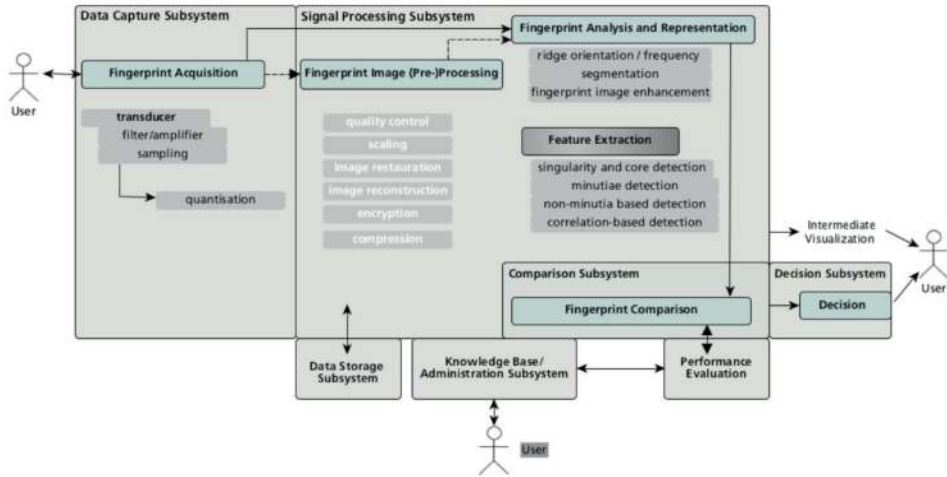 Data Capture Subsystem
Signal Processing Subsystem
Fingerprint Analysis and Representation
ridge orientation / frequency
segmentation
fingerprint image enhancement
Fingerprint Acquisition
Fingerprint Image (Pre-)Processing
User
transducer
filter/amplifier
sampling
quantisation
quality control
scaling
image restauration
image reconstruction
encryption
compression
Feature Extraction
singularity and core detection
minutiae detection
non-minutia based detection
correlation-based detection
Intermediate
Visualization
User
Comparison Subsystem
Decision Subsystem
Fingerprint Comparison
Decision
Data Storage
Subsystem
Knowledge Base/
Administration Subsystem
Performance
Evaluation
User